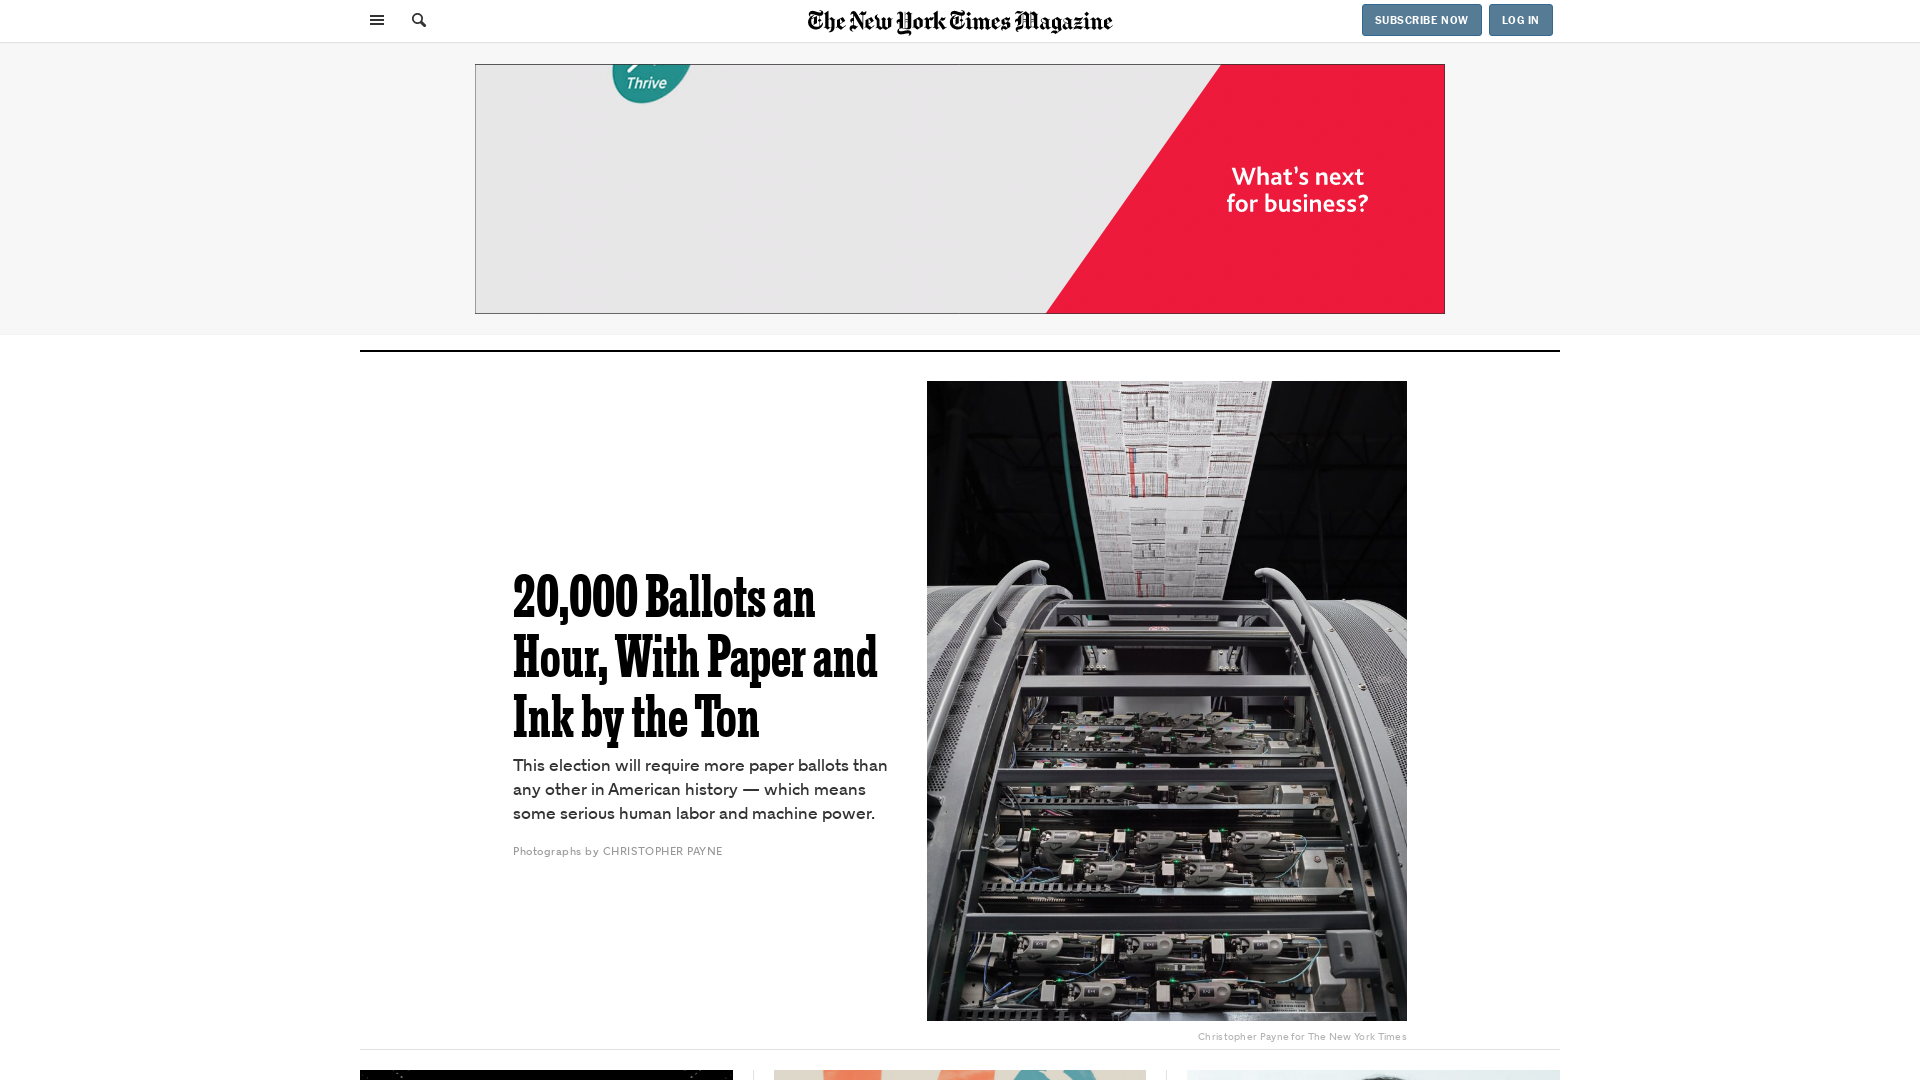 The New York Times Magazine
SUBSCRIBE NOW
LOG IN
Thrive
What's next
for business?
20,000 Ballots an
Hour, With Paper and
Ink by the Ton
This election will require more paper ballots than
any other in American history — which means
some serious human labor and machine power.
Photographs by CHRISTOPHER PAYNE
Christopher Payne for The New York Times